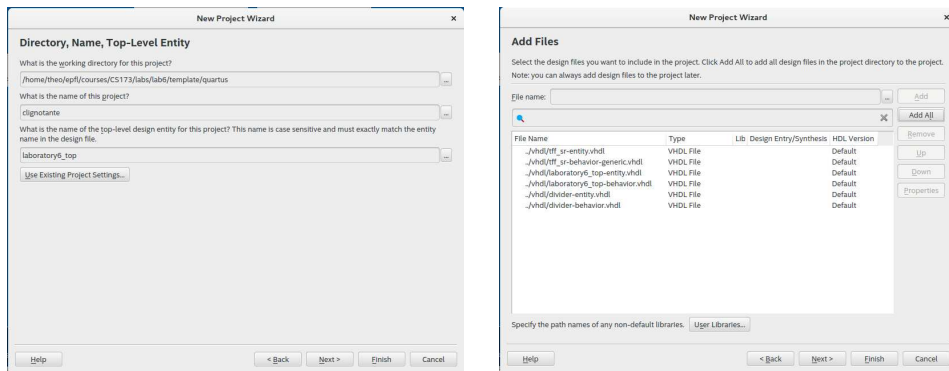 New Project Wizard
×
Directory, Name, Top-Level Entity
What is the working directory for this project?
/home/theo/epfl/courses/CS173/labs/lab6/template/quartus
...
What is the name of this project?
clignotante
...
What is the name of the top-level design entity for this project? This name is case sensitive and must exactly match the entity
name in the design file.
laboratory6_top
...
Use Existing Project Settings...
Help
< Back
Next >
Finish
Cancel
New Project Wizard
×
Add Files
Select the design files you want to include in the project. Click Add All to add all design files in the project directory to the project.
Note: you can always add design files to the project later.
File name:
...
Add
Add All
File Name Type Lib Design Entry/Synthesis HDL Version
Remove
../vhdl/tff_sr-entity.vhdl VHDL File Default
../vhdl/tff_sr-behavior-generic.vhdl VHDL File Default
Up
../vhdl/laboratory6_top-entity.vhdl VHDL File Default
../vhdl/laboratory6_top-behavior.vhdl VHDL File Default
Down
../vhdl/divider-entity.vhdl VHDL File Default
Properties
../vhdl/divider-behavior.vhdl VHDL File Default
Specify the path names of any non-default libraries. User Libraries...
Help
< Back
Next >
Finish
Cancel